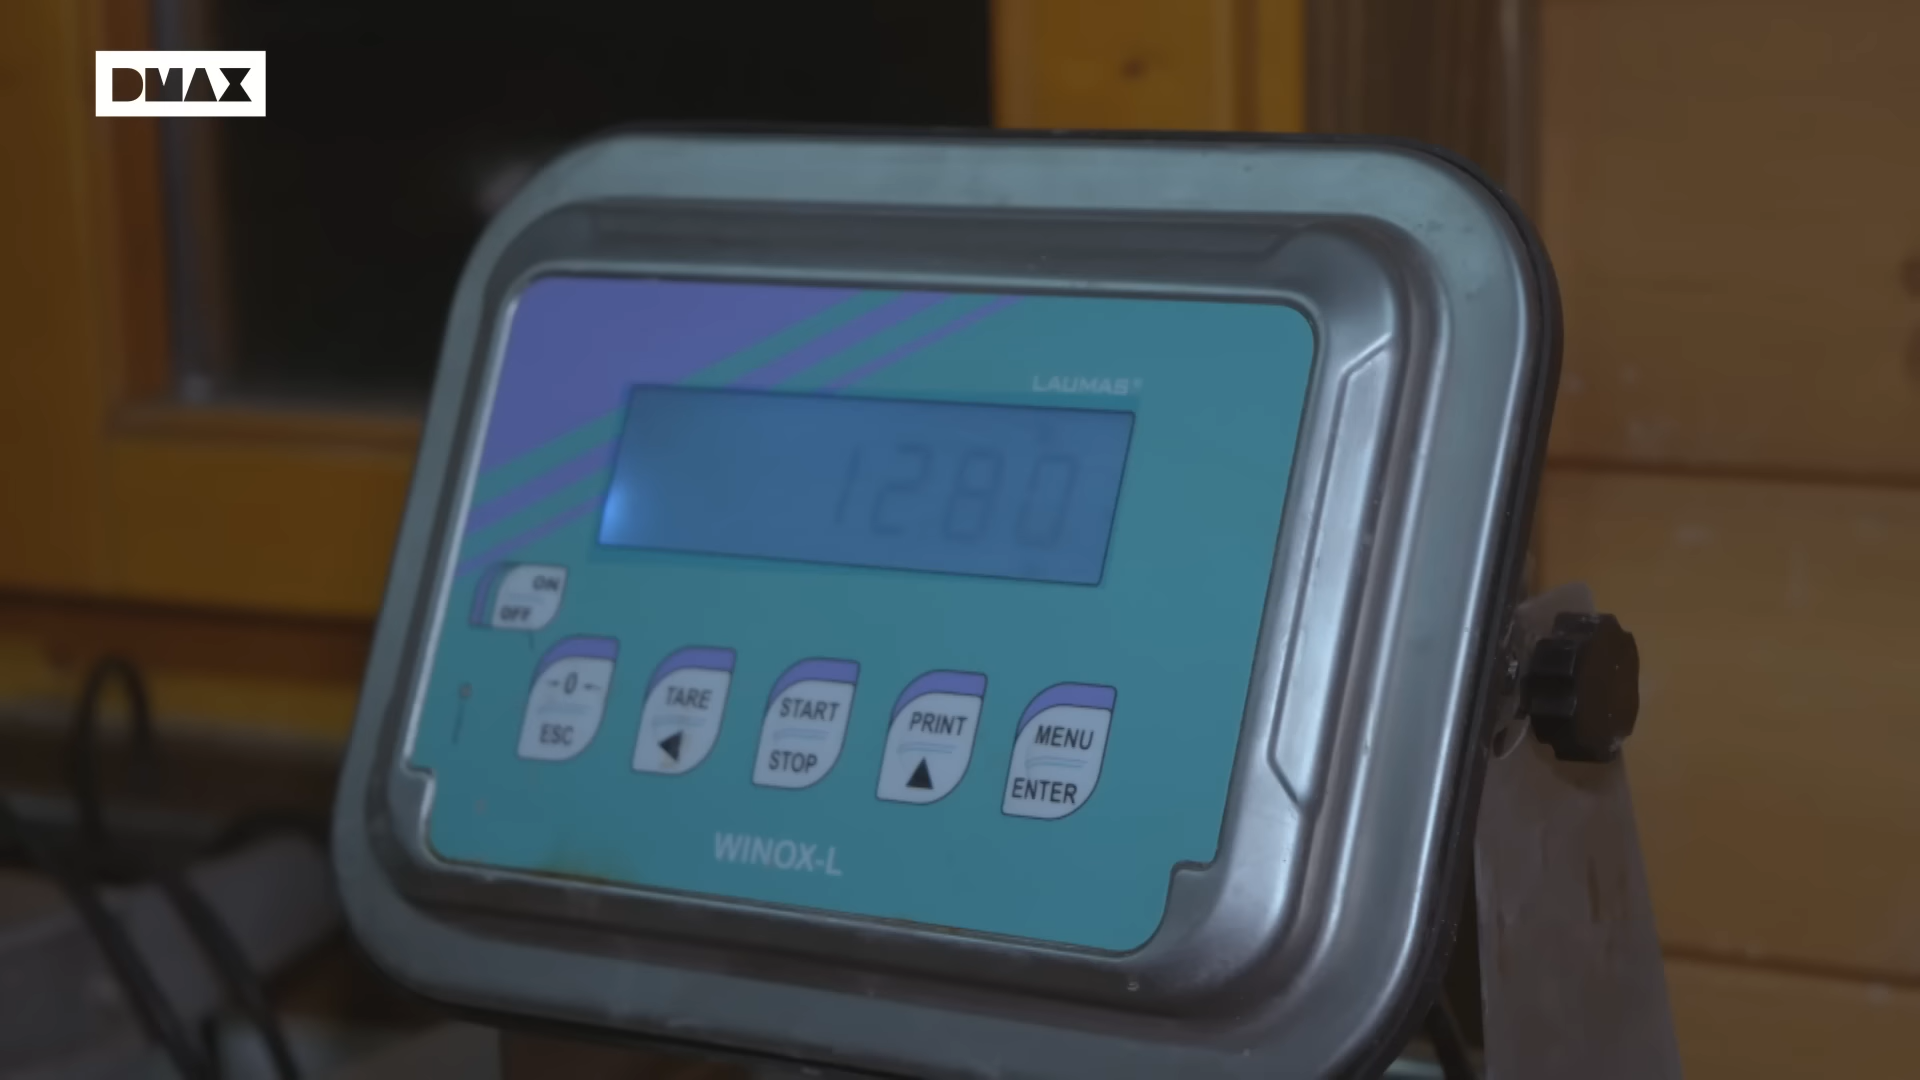 DMAX
LAUMAS®
1280
ON
OFF
→0←
ESC
TARE
START
STOP
PRINT
MENU
ENTER
WINOX-L